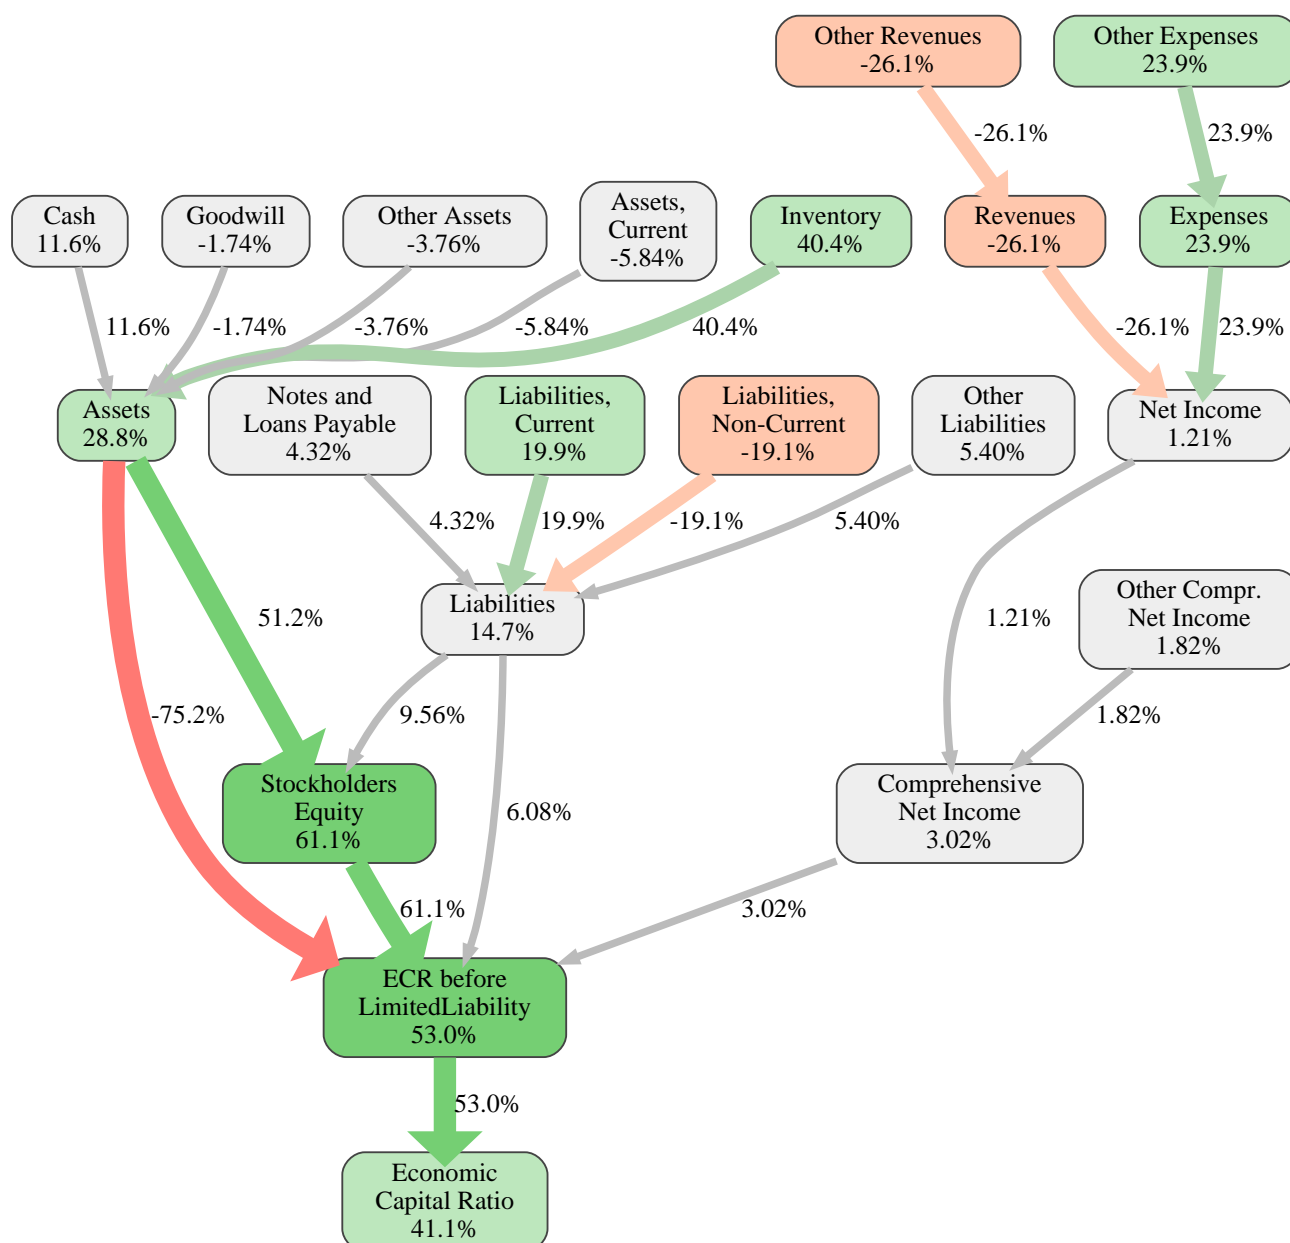 Other Revenues
-26.1%
Other Expenses
23.9%
-26.1%
23.9%
Cash
11.6%
Goodwill
-1.74%
Other Assets
-3.76%
Assets,
Current
-5.84%
Inventory
40.4%
Revenues
-26.1%
Expenses
23.9%
11.6%
-1.74%
-3.76%
-5.84%
40.4%
-26.1%
23.9%
Assets
28.8%
Notes and
Loans Payable
4.32%
Liabilities,
Current
19.9%
Liabilities,
Non-Current
-19.1%
Other
Liabilities
5.40%
Net Income
1.21%
4.32%
19.9%
-19.1%
5.40%
51.2%
Liabilities
14.7%
1.21%
Other Compr.
Net Income
1.82%
-75.2%
9.56%
1.82%
Stockholders
Equity
61.1%
6.08%
Comprehensive
Net Income
3.02%
61.1%
3.02%
ECR before
LimitedLiability
53.0%
53.0%
Economic
Capital Ratio
41.1%